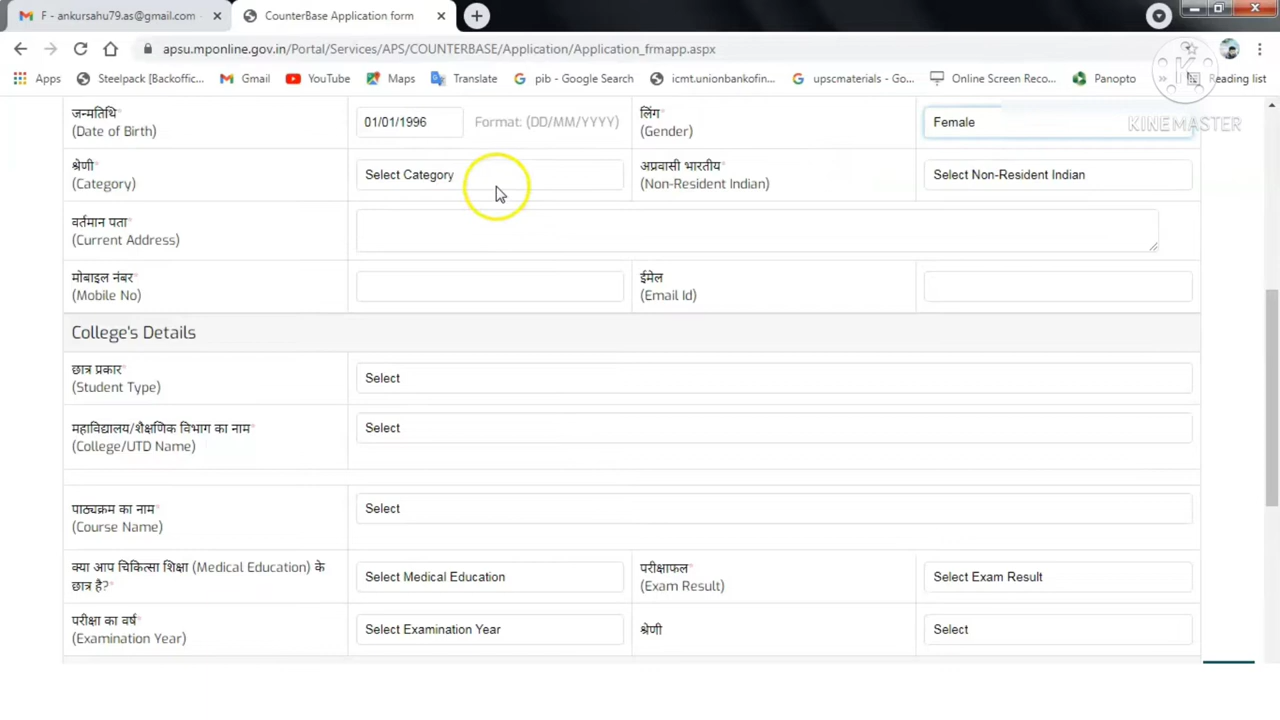 F - ankursahu79.as@gmail.com
CounterBase Application form
apsu.mponline.gov.in/Portal/Services/APS/COUNTERBASE/Application/Application_frmapp.aspx
Apps Steelpack [Backoffic... Gmail YouTube Maps Translate pib - Google Search icmt.unionbankofin... upscmaterials - Go... Online Screen Reco... Panopto » Reading list
KINEMASTER
जन्मतिथि* 01/01/1996 Format: (DD/MM/YYYY) लिंग* Female
(Date of Birth) (Gender)
श्रेणी* Select Category अप्रवासी भारतीय* Select Non-Resident Indian
(Category) (Non-Resident Indian)
वर्तमान पता*
(Current Address)
मोबाइल नंबर* ईमेल
(Mobile No) (Email Id)
College's Details
छात्र प्रकार* Select
(Student Type)
महाविद्यालय/शैक्षणिक विभाग का नाम* Select
(College/UTD Name)
पाठ्यक्रम का नाम* Select
(Course Name)
क्या आप चिकित्सा शिक्षा (Medical Education) के Select Medical Education परीक्षाफल* Select Exam Result
छात्र है?* (Exam Result)
परीक्षा का वर्ष* Select Examination Year श्रेणी Select
(Examination Year)